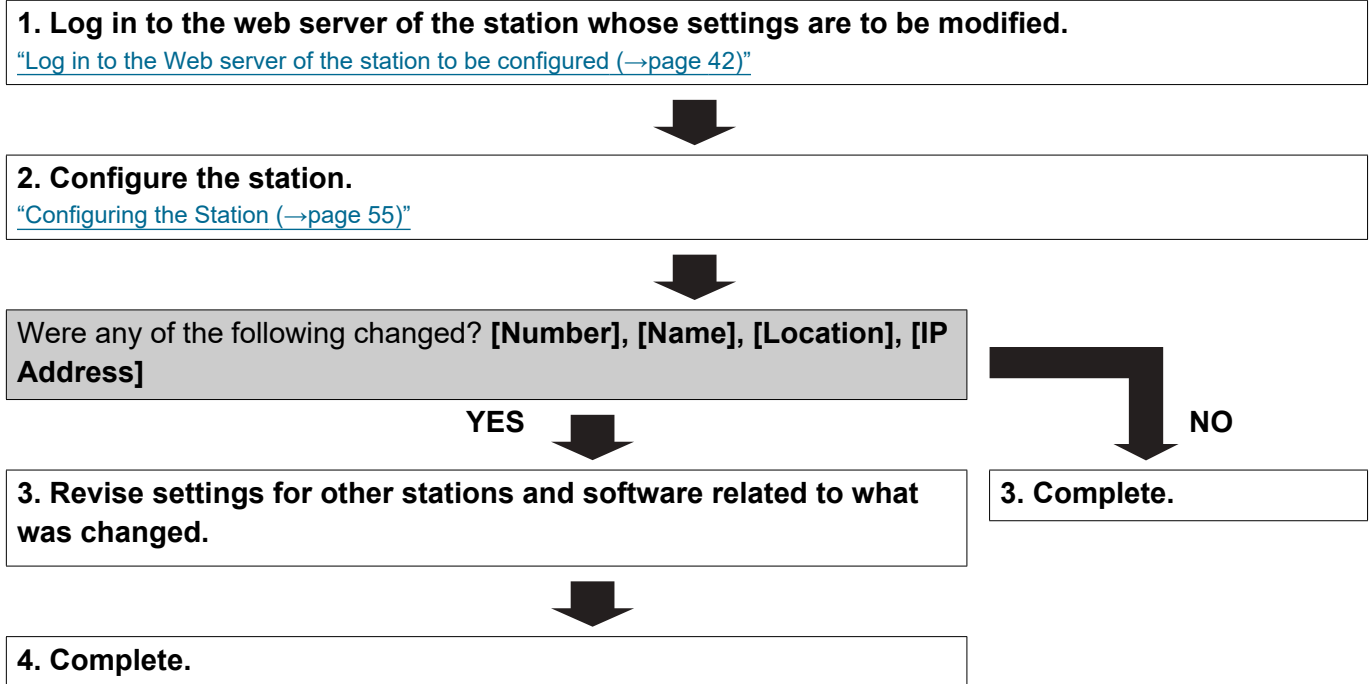 1. Log in to the web server of the station whose settings are to be modified.
“Log in to the Web server of the station to be configured (→page 42)”
2. Configure the station.
“Configuring the Station (→page 55)”
Were any of the following changed? [Number], [Name], [Location], [IP
Address]
YES
NO
3. Revise settings for other stations and software related to what
was changed.
3. Complete.
4. Complete.